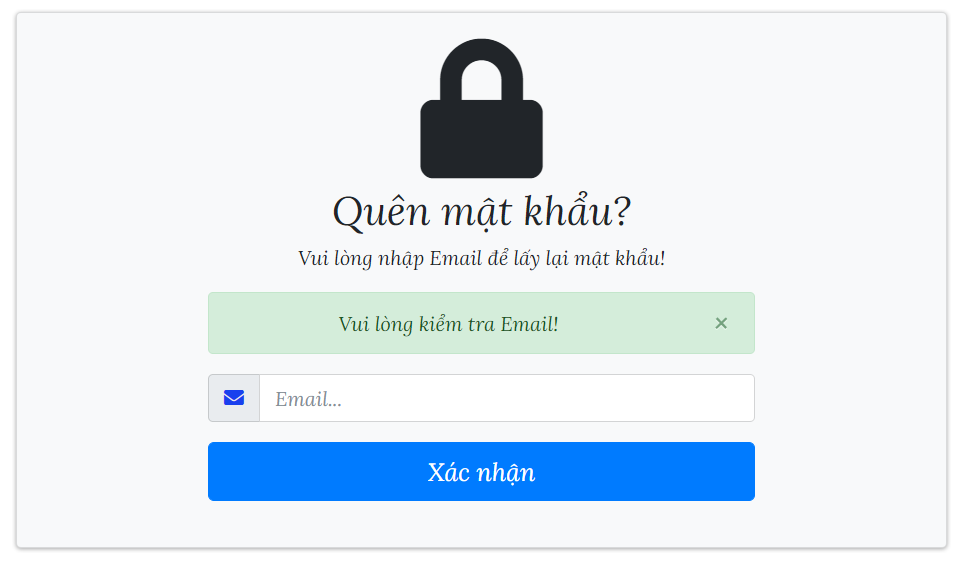 Quên mật khẩu?
Vui lòng nhập Email để lấy lại mật khẩu!
Vui lòng kiểm tra Email! ×
Email...
Xác nhận